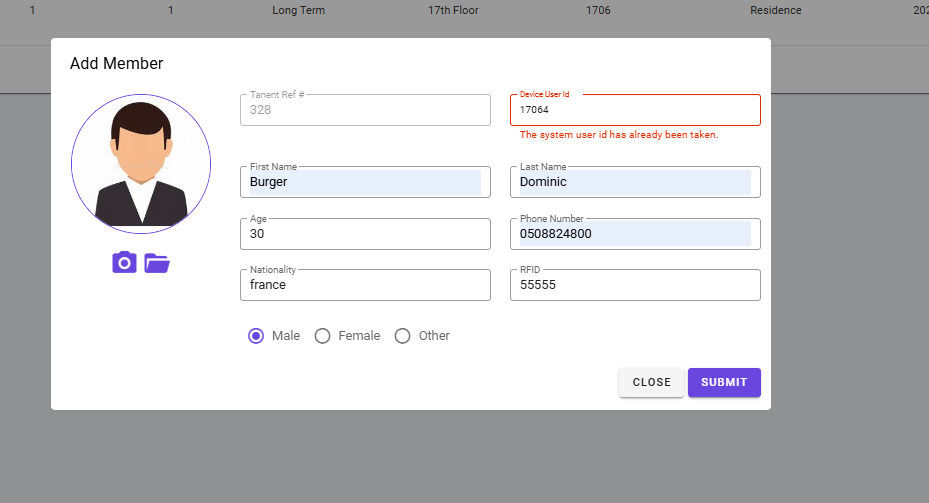 1 1 Long Term 17th Floor 1706 Residence 202
Add Member
Tanent Ref #
328
Device User Id
17064
The system user id has already been taken.
First Name
Burger
Last Name
Dominic
Age
30
Phone Number
0508824800
Nationality
france
RFID
55555
Male Female Other
CLOSE SUBMIT